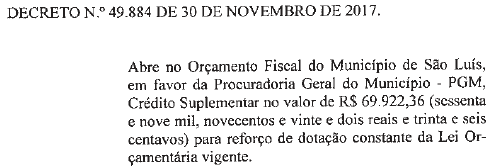 DECRETO N.º 49.884 DE 30 DE NOVEMBRO DE 2017.
Abre no Orçamento Fiscal do Município de São Luís,
em favor da Procuradoria Geral do Município - PGM,
Crédito Suplementar no valor de R$ 69.922,36 (sessenta
e nove mil, novecentos e vinte e dois reais e trinta e seis
centavos) para reforço de dotação constante da Lei Or-
çamentária vigente.